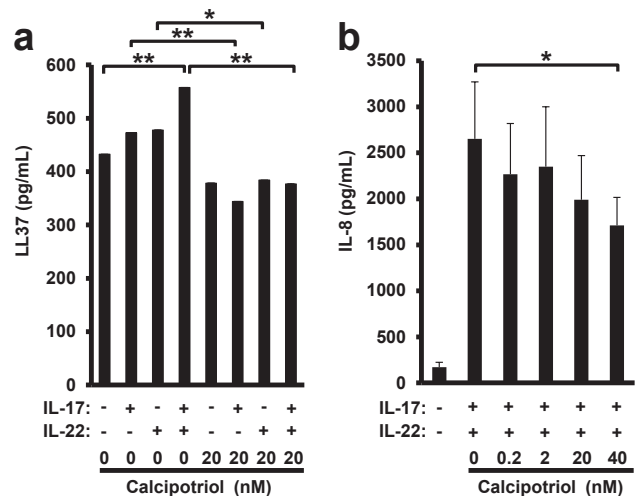 a
b
*
**
** **
*
600
500
400
300
200
100
0
LL37 (pg/mL)
3500
3000
2500
2000
1500
1000
500
0
IL-8 (pg/mL)
IL-17: - + - + - + - +
IL-22: - - + + - - + +
0 0 0 0 20 20 20 20
Calcipotriol (nM)
IL-17: - + + + + +
IL-22: - + + + + +
0 0.2 2 20 40
Calcipotriol (nM)